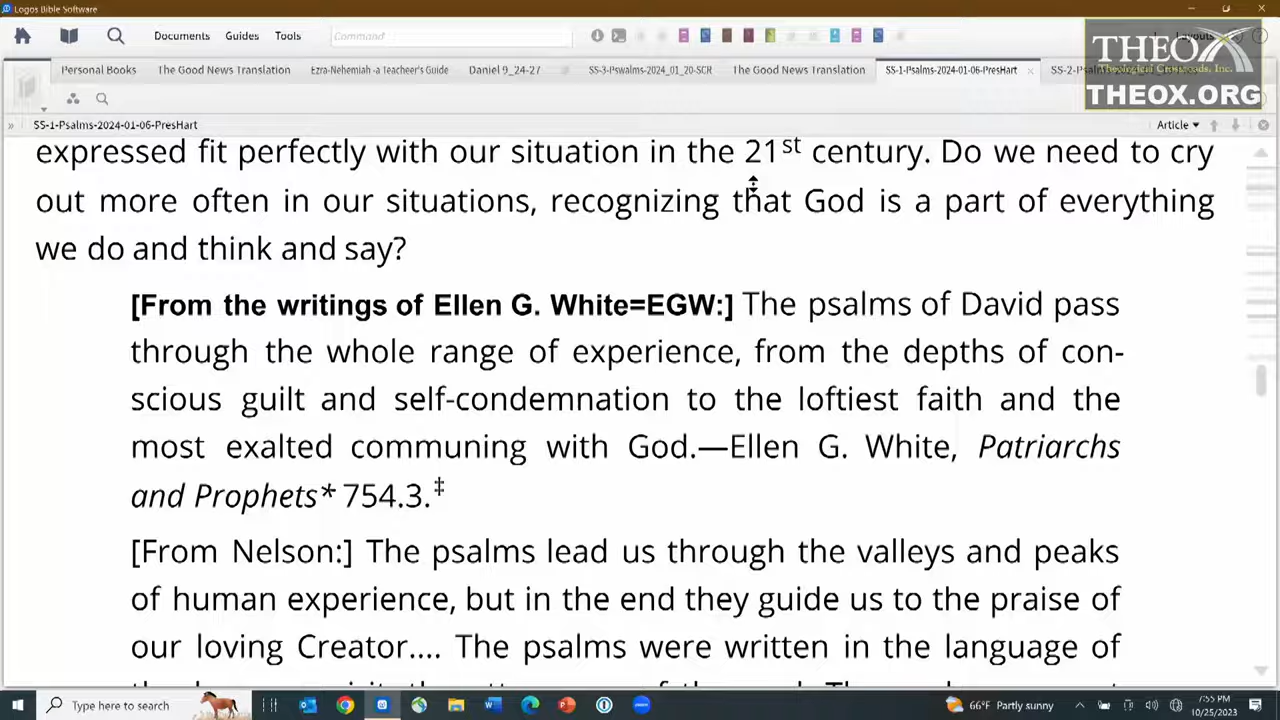 Logos Bible Software
Documents Guides Tools Command
THEO
Theological Crossroads, Inc.
THEOX.ORG
Personal Books The Good News Translation Ezra-Nehemiah 9, 24-27 SS-3-Pswalms-2024_01_20-SCR The Good News Translation SS-1-Psalms-2024-01-06-PresHart
SS-1-Psalms-2024-01-06-PresHart Article
expressed fit perfectly with our situation in the 21st century. Do we need to cry
out more often in our situations, recognizing that God is a part of everything
we do and think and say?
[From the writings of Ellen G. White=EGW:] The psalms of David pass
through the whole range of experience, from the depths of con-
scious guilt and self-condemnation to the loftiest faith and the
most exalted communing with God.—Ellen G. White, Patriarchs
and Prophets* 754.3.‡
[From Nelson:] The psalms lead us through the valleys and peaks
of human experience, but in the end they guide us to the praise of
our loving Creator.... The psalms were written in the language of
Type here to search
66°F Partly sunny
7:55 PM
10/25/2023